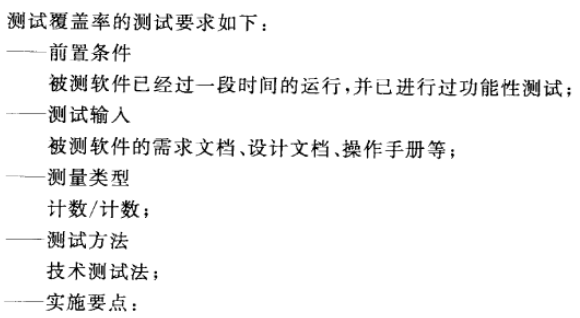 测试覆盖率的测试要求如下：
——前置条件
被测软件已经过一段时间的运行，并已进行过功能性测试；
——测试输入
被测软件的需求文档、设计文档、操作手册等；
——测量类型
计数/计数；
——测试方法
技术测试法；
——实施要点：